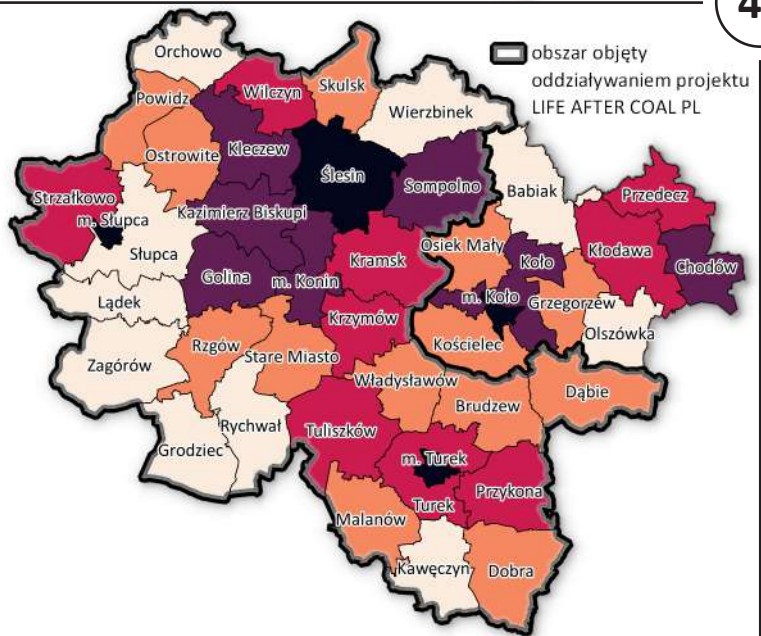 4
obszar objęty
oddziaływaniem projektu
LIFE AFTER COAL PL
Orchowo
Powidz
Wilczyn
Skulsk
Wierzbinek
Ostrowite
Kleczew
Ślesin
Sompolno
Babiak
Przedecz
Strzałkowo
m. Słupca
Kazimierz Biskupi
Słupca
Kramsk
Osiek Mały
Koło
Kłodawa
Chodów
Golina
m. Konin
m. Koło
Grzegorzew
Lądek
Krzymów
Olszówka
Zagórów
Rzgów
Stare Miasto
Kościelec
Władysławów
Dąbie
Brudzew
Grodziec
Rychwał
Tuliszków
m. Turek
Przykona
Turek
Malanów
Kawęczyn
Dobra